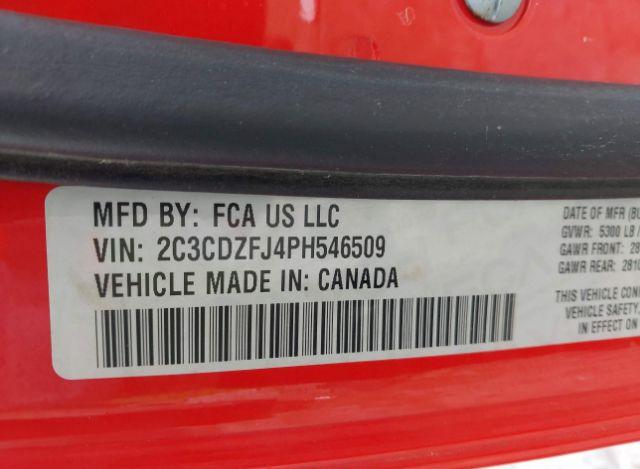 MFD BY: FCA US LLC
VIN: 2C3CDZFJ4PH546509
VEHICLE MADE IN: CANADA
DATE OF MFR
GVWR: 5300 LB
GAWR FRONT:
GAWR REAR:
THIS VEHICLE
VEHICLE SAFETY,
IN EFFECT ON